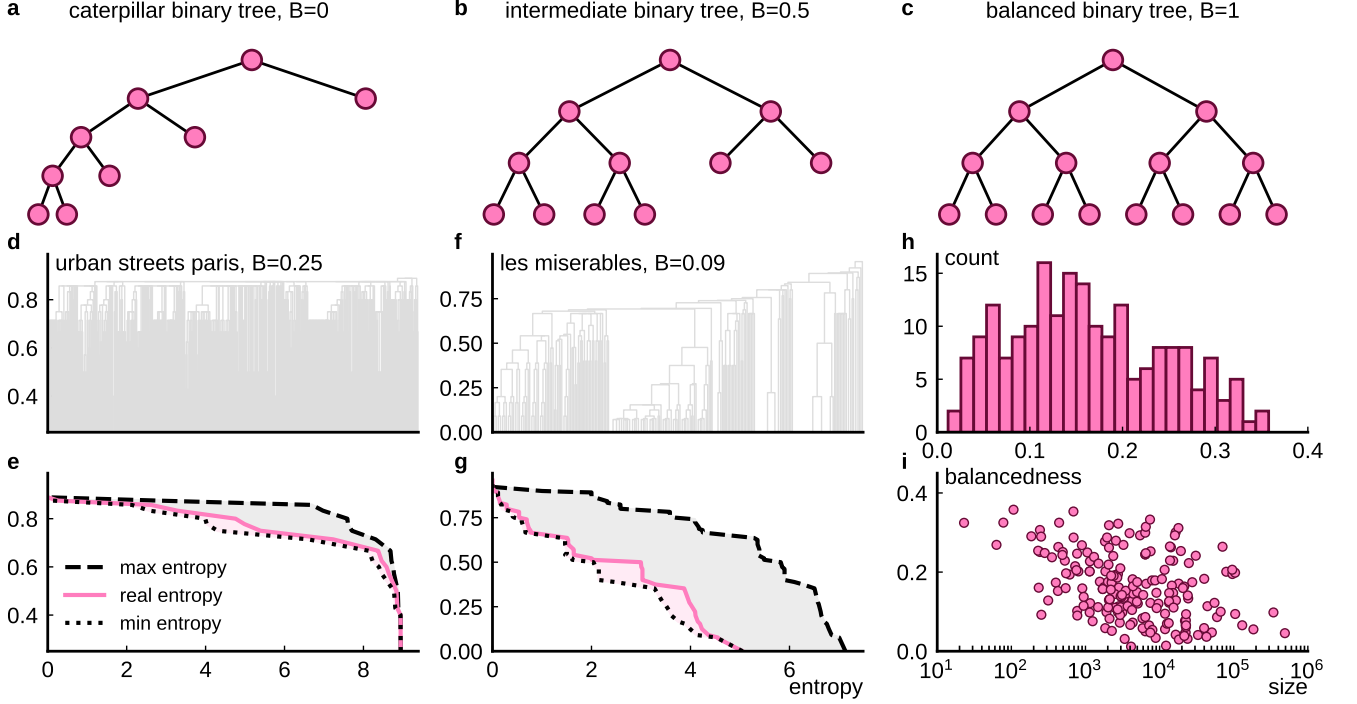 a caterpillar binary tree, B=0
b intermediate binary tree, B=0.5
c balanced binary tree, B=1
d
urban streets paris, B=0.25
0.8
0.6
0.4
f
les miserables, B=0.09
0.75
0.50
0.25
0.00
h
count
15
10
5
0
0.0 0.1 0.2 0.3 0.4
e
0.8
0.6
0.4
max entropy
real entropy
min entropy
0 2 4 6 8
g
0.75
0.50
0.25
0.00
0 2 4 6
entropy
i
balancedness
0.4
0.2
0.0
10¹ 10² 10³ 10⁴ 10⁵ 10⁶
size